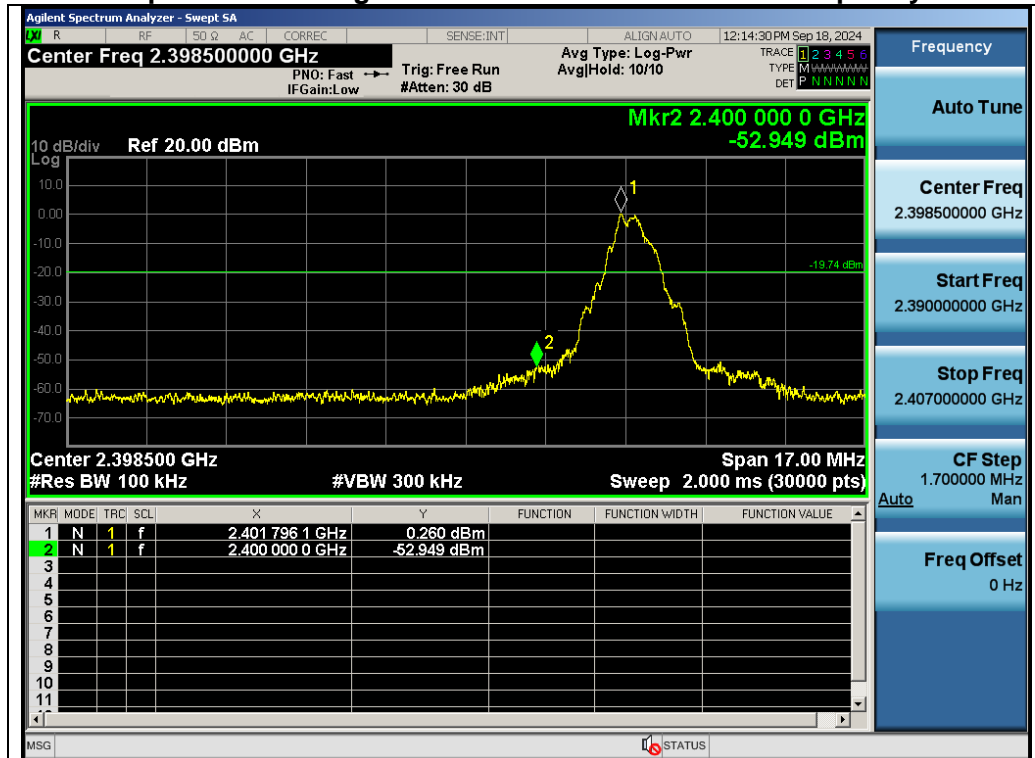 Agilent Spectrum Analyzer - Swept SA
LXI R RF 50 Ω AC CORREC SENSE:INT ALIGN AUTO 12:14:30 PM Sep 18, 2024
Center Freq 2.398500000 GHz
PNO: Fast
IFGain:Low
Trig: Free Run
#Atten: 30 dB
Avg Type: Log-Pwr
Avg|Hold: 10/10
TRACE 1 2 3 4 5 6
TYPE M WWWWW
DET P N N N N N
Frequency
Auto Tune
Mkr2 2.400 000 0 GHz
-52.949 dBm
10 dB/div Ref 20.00 dBm
Log
10.0
0.00
-10.0
-20.0
-30.0
-40.0
-50.0
-60.0
-70.0
1
-19.74 dBm
2
Center 2.398500 GHz Span 17.00 MHz
#Res BW 100 kHz #VBW 300 kHz Sweep 2.000 ms (30000 pts)
Center Freq
2.398500000 GHz
Start Freq
2.390000000 GHz
Stop Freq
2.407000000 GHz
CF Step
1.700000 MHz
Auto Man
Freq Offset
0 Hz
MKR MODE TRC SCL X Y FUNCTION FUNCTION WIDTH FUNCTION VALUE
1 N 1 f 2.401 796 1 GHz 0.260 dBm
2 N 1 f 2.400 000 0 GHz -52.949 dBm
3
4
5
6
7
8
9
10
11
MSG STATUS